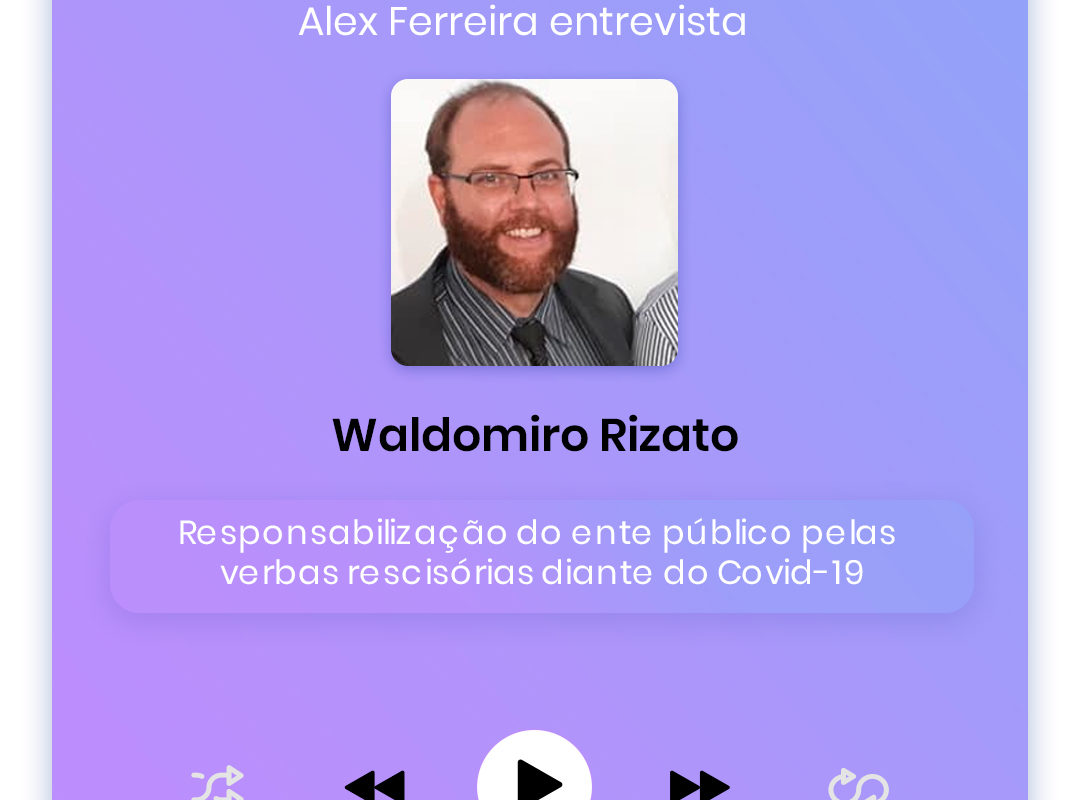 Alex Ferreira entrevista
Waldomiro Rizato
Responsabilização do ente público pelas
verbas rescisórias diante do Covid-19